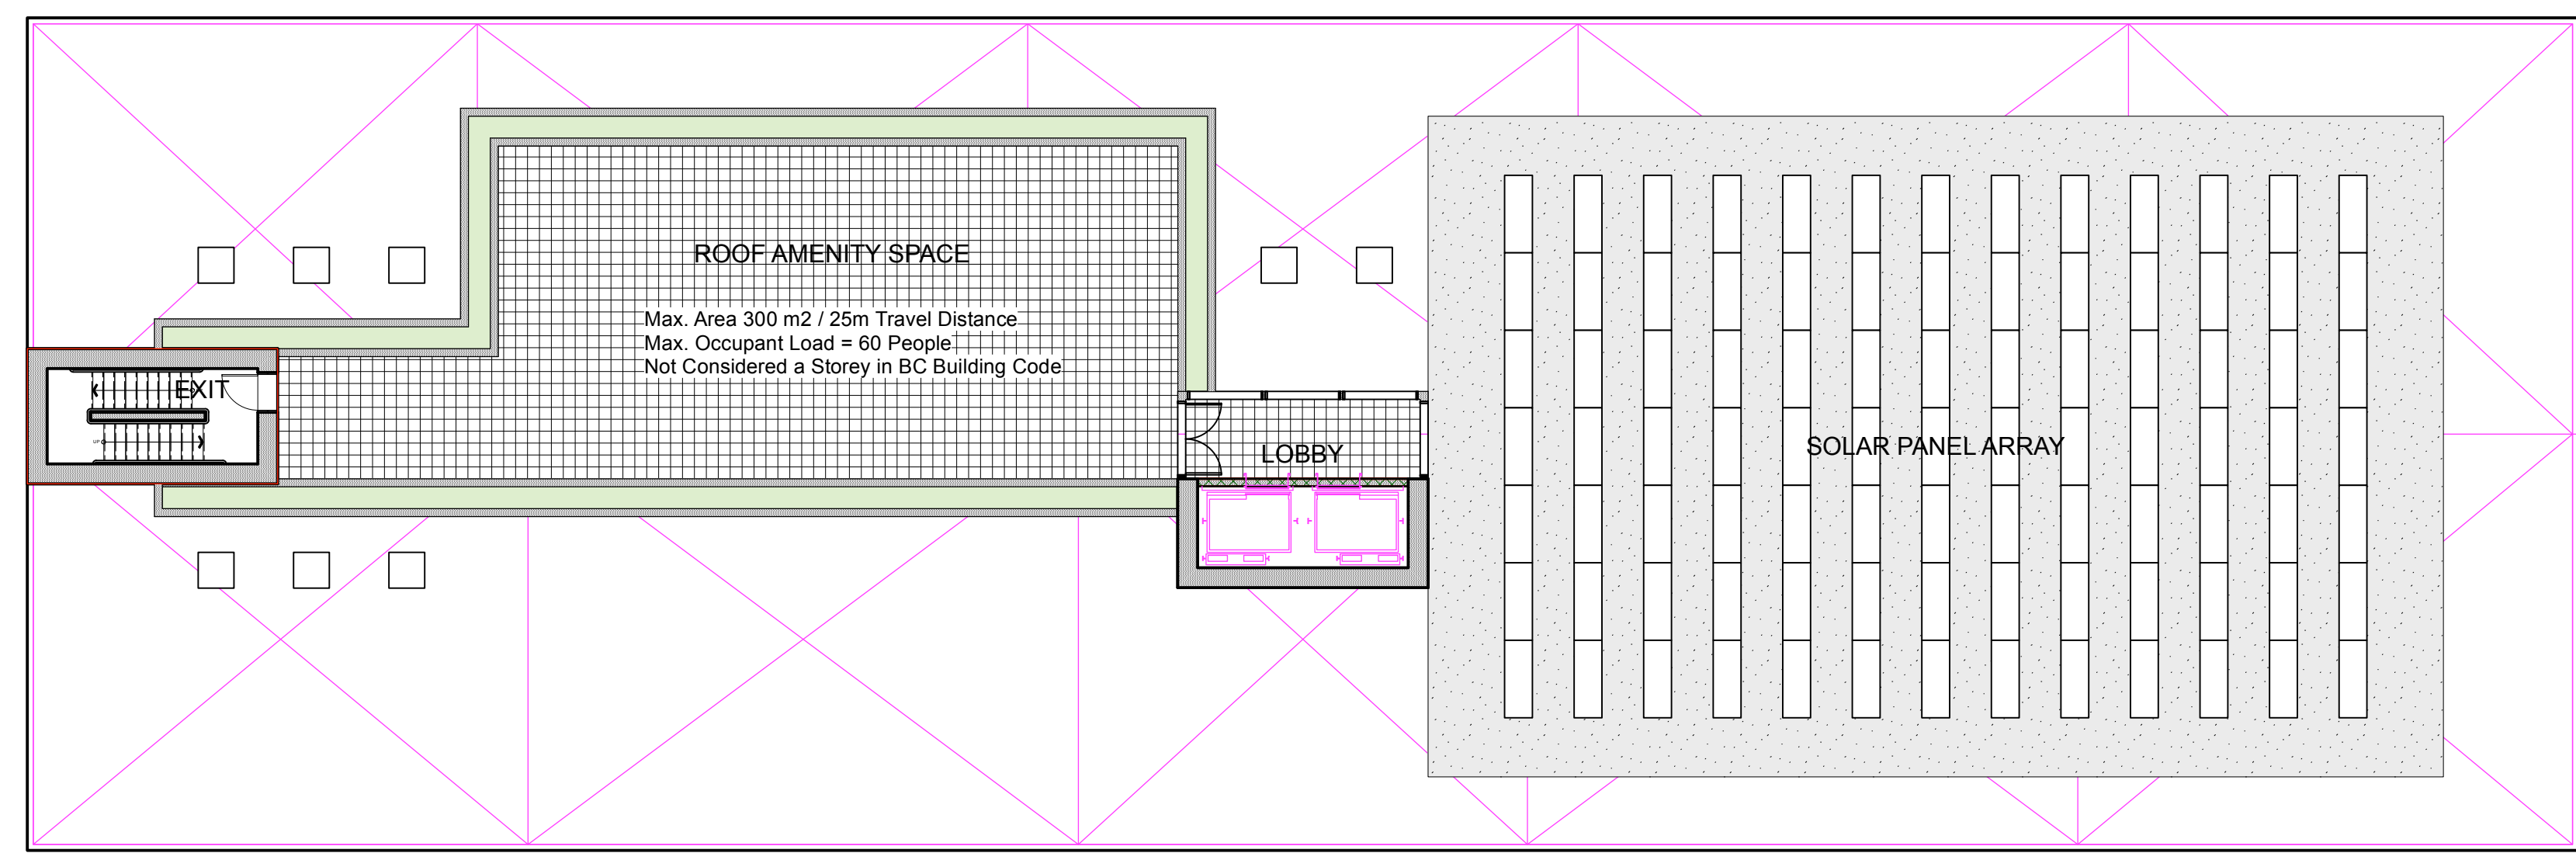 ROOF AMENITY SPACE
Max. Area 300 m2 / 25m Travel Distance
Max. Occupant Load = 60 People
Not Considered a Storey in BC Building Code
EXIT
UP
LOBBY
SOLAR PANEL ARRAY